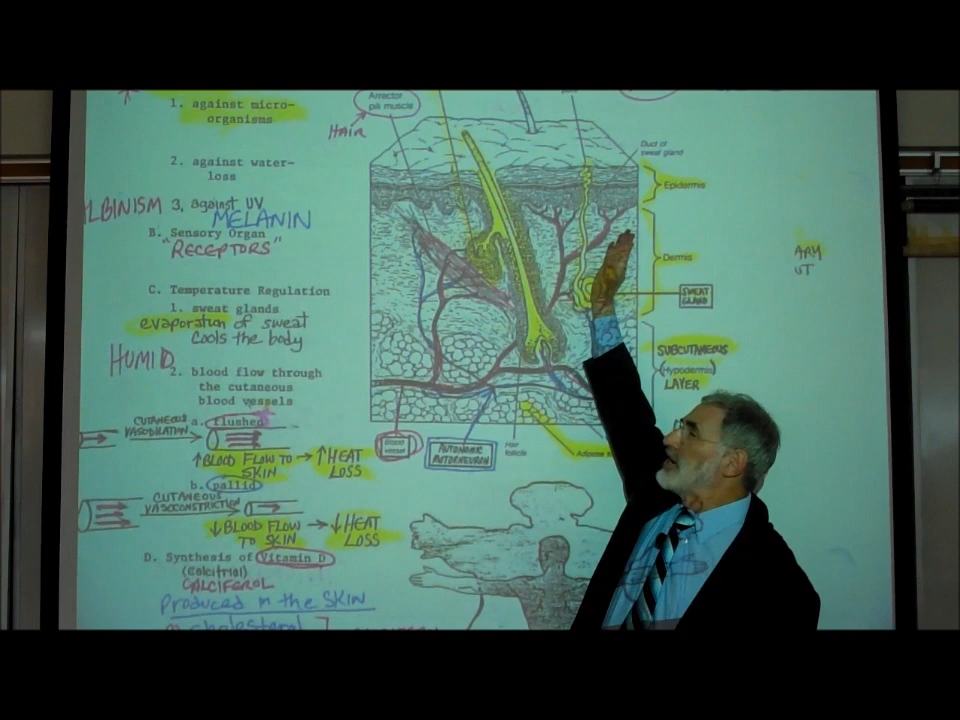 1. against micro-
organisms
2. against water-
loss
ALBINISM 3. against UV
MELANIN
B. Sensory Organ
"RECEPTORS"
C. Temperature Regulation
1. sweat glands
evaporation of sweat
cools the body
HUMID
2. blood flow through
the cutaneous
blood vessels
a. flushed
CUTANEOUS
VASODILATION
↑BLOOD FLOW TO → ↑HEAT
SKIN LOSS
b. pallid
CUTANEOUS
VASOCONSTRICTION
↓BLOOD FLOW → ↓HEAT
TO SKIN LOSS
D. Synthesis of Vitamin D
(Calcitriol)
CALCIFEROL
Produced in the SKIN
cholesterol
Arrector
pili muscle
HAIR
Duct of
sweat gland
Epidermis
Dermis
SWEAT
GLAND
SUBCUTANEOUS
(Hypodermis)
LAYER
Blood
vessel
AUTONOMIC
MOTORNEURON
Hair
follicle
Adipose